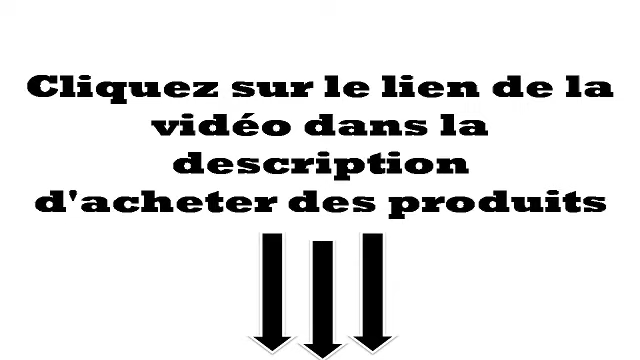 Cliquez sur le lien de la
vidéo dans la
description
d'acheter des produits